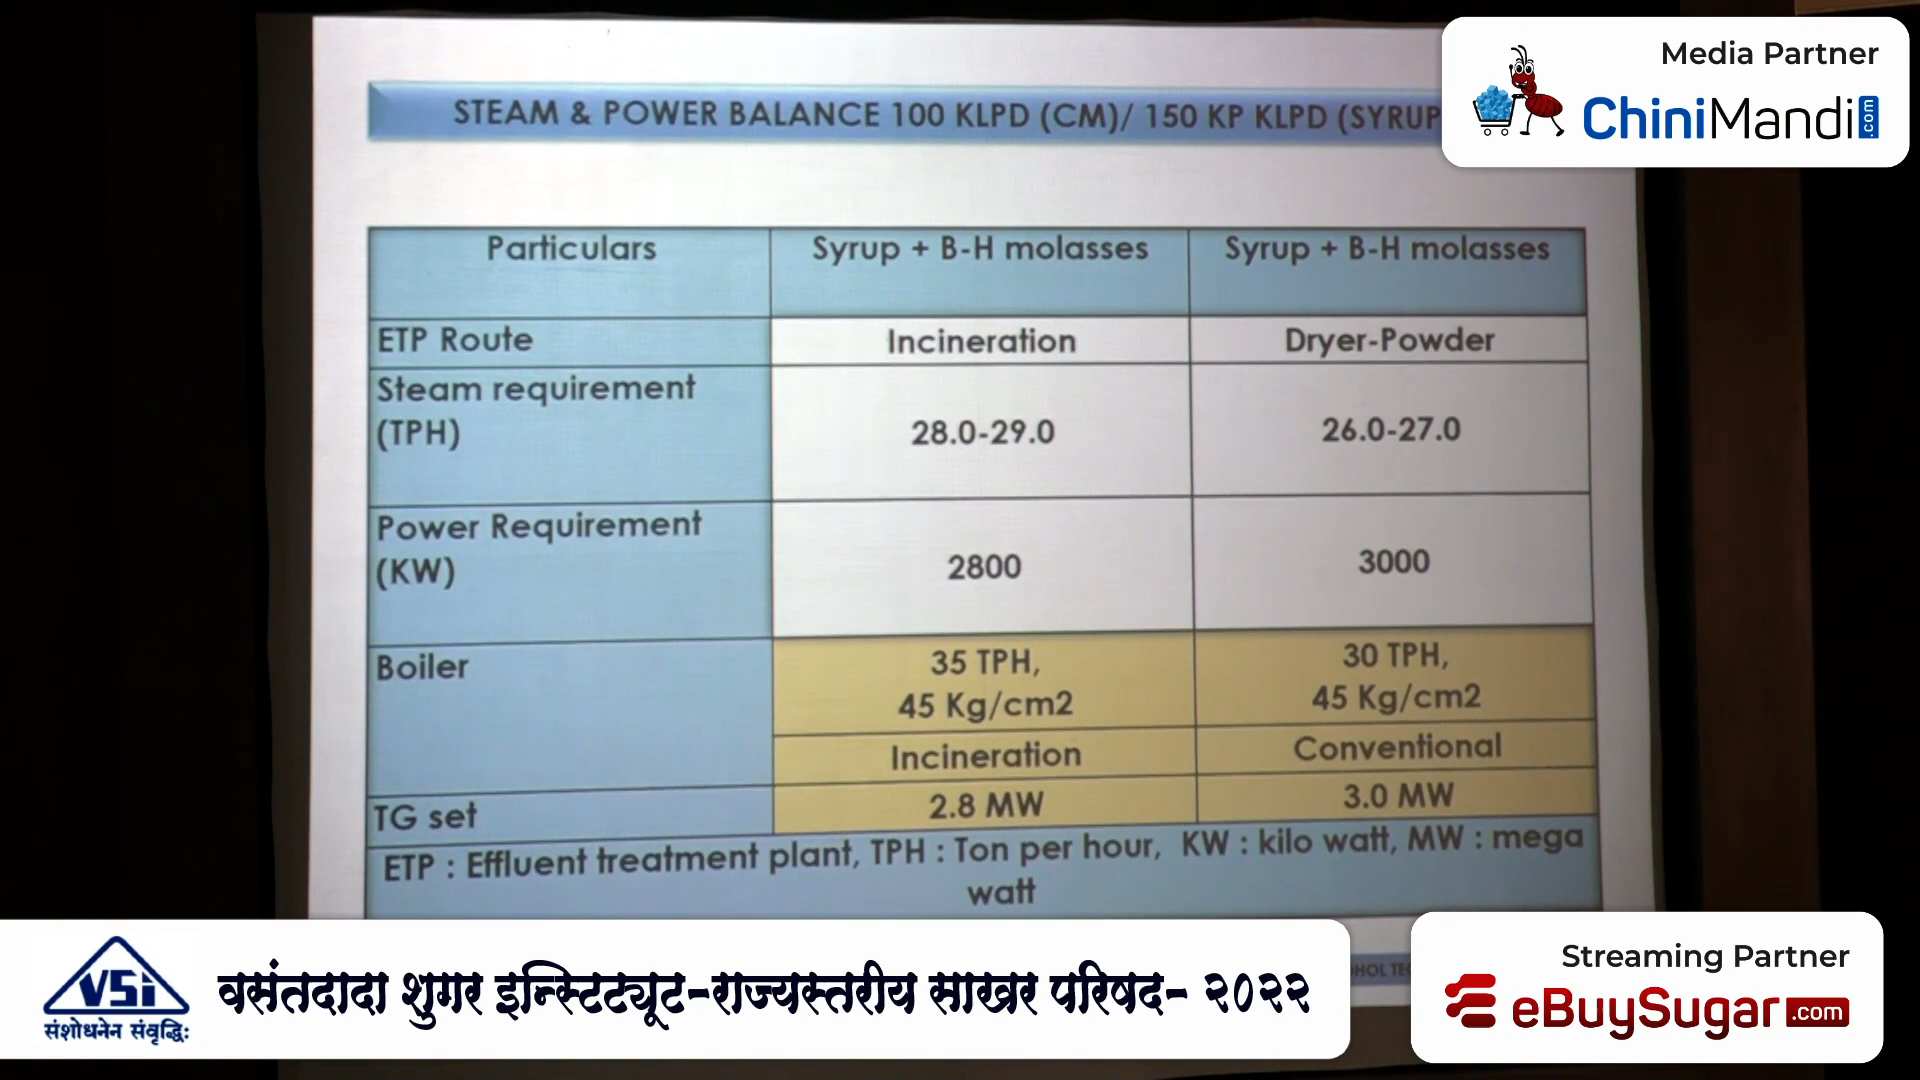 Media Partner
ChiniMandi.com
STEAM & POWER BALANCE 100 KLPD (CM)/ 150 KP KLPD (SYRUP
Particulars Syrup + B-H molasses Syrup + B-H molasses
ETP Route Incineration Dryer-Powder
Steam requirement
(TPH) 28.0-29.0 26.0-27.0
Power Requirement
(KW) 2800 3000
Boiler 35 TPH, 30 TPH,
45 Kg/cm2 45 Kg/cm2
Incineration Conventional
TG set 2.8 MW 3.0 MW
ETP : Effluent treatment plant, TPH : Ton per hour, KW : kilo watt, MW : mega
watt
VSi
संशोधनेन संवृद्धिः
वसंतदादा शुगर इन्स्टिट्यूट-राज्यस्तरीय साखर परिषद- २०२२
Streaming Partner
eBuySugar.com